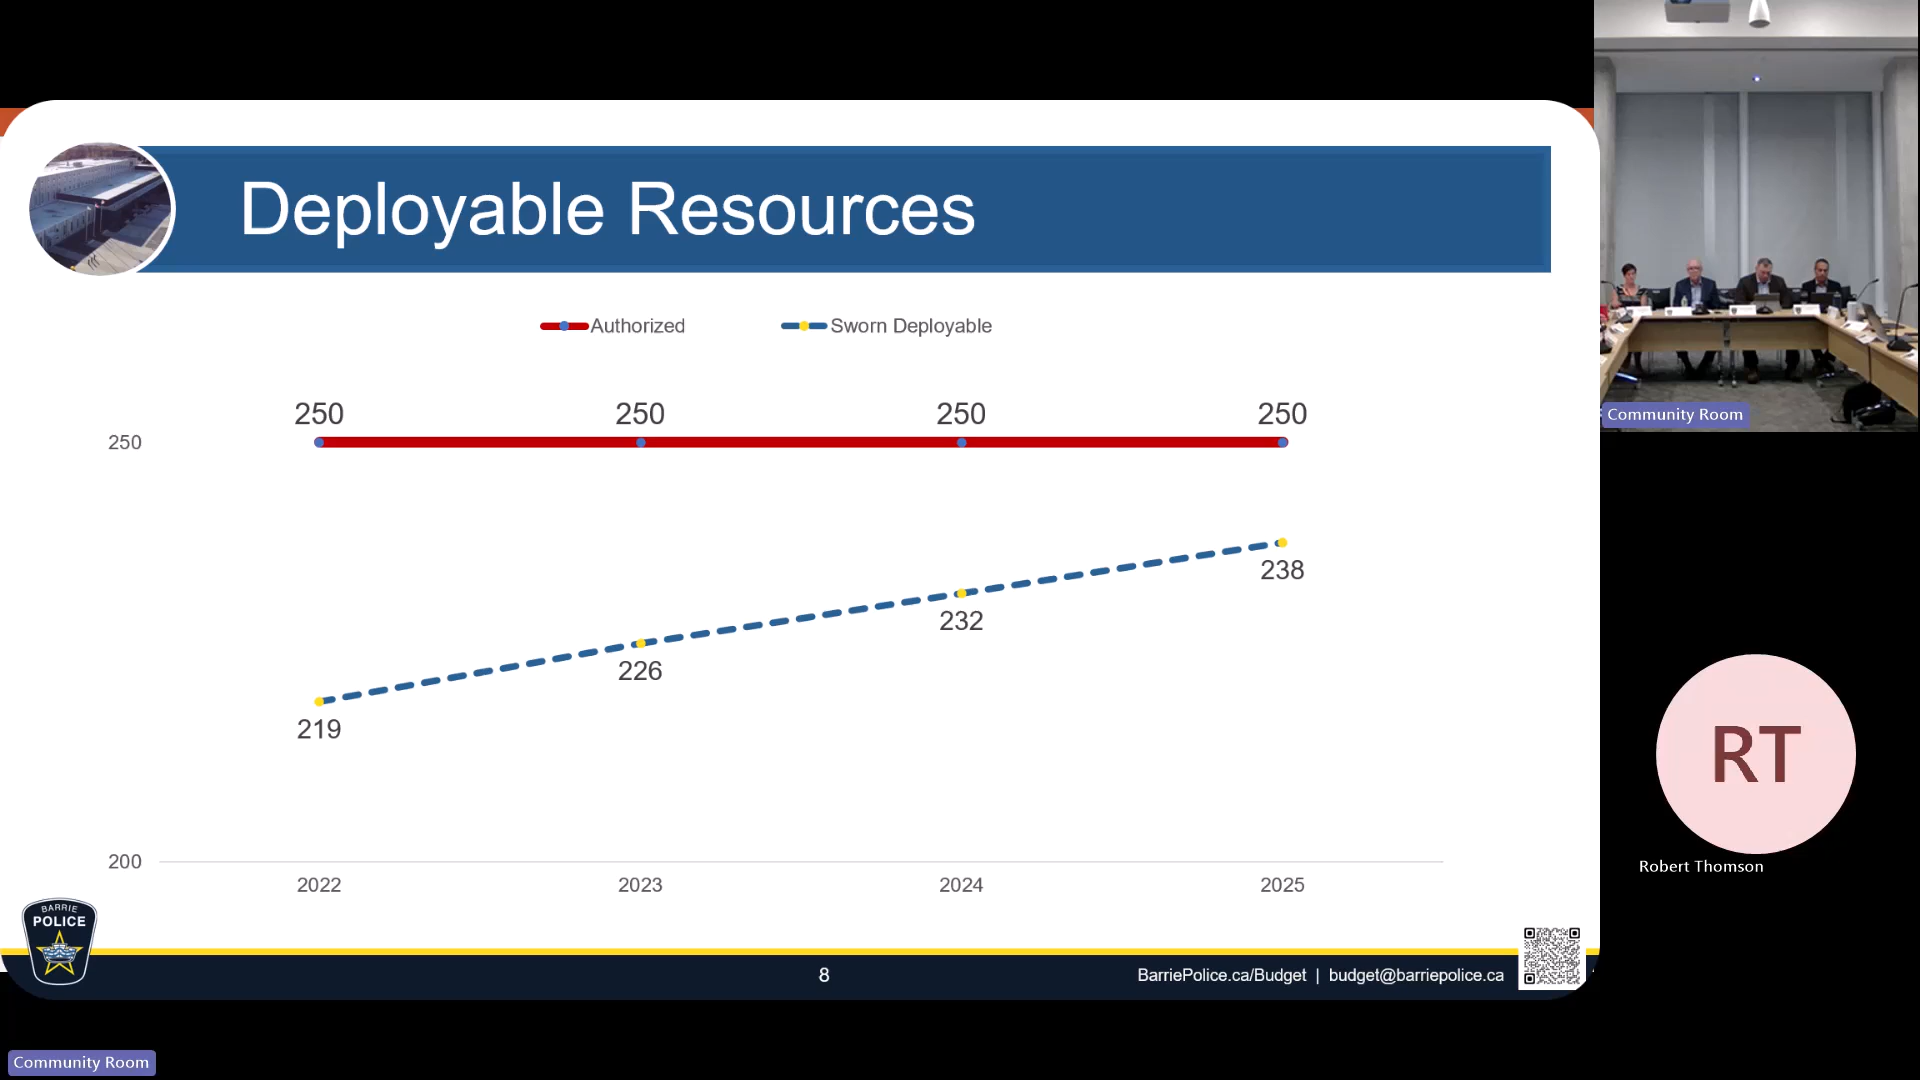 Deployable Resources
Authorized
Sworn Deployable
250 250 250 250
250
219 226 232 238
200
2022 2023 2024 2025
BARRIE
POLICE
8
BarriePolice.ca/Budget | budget@barriepolice.ca
Community Room
RT
Robert Thomson
Community Room